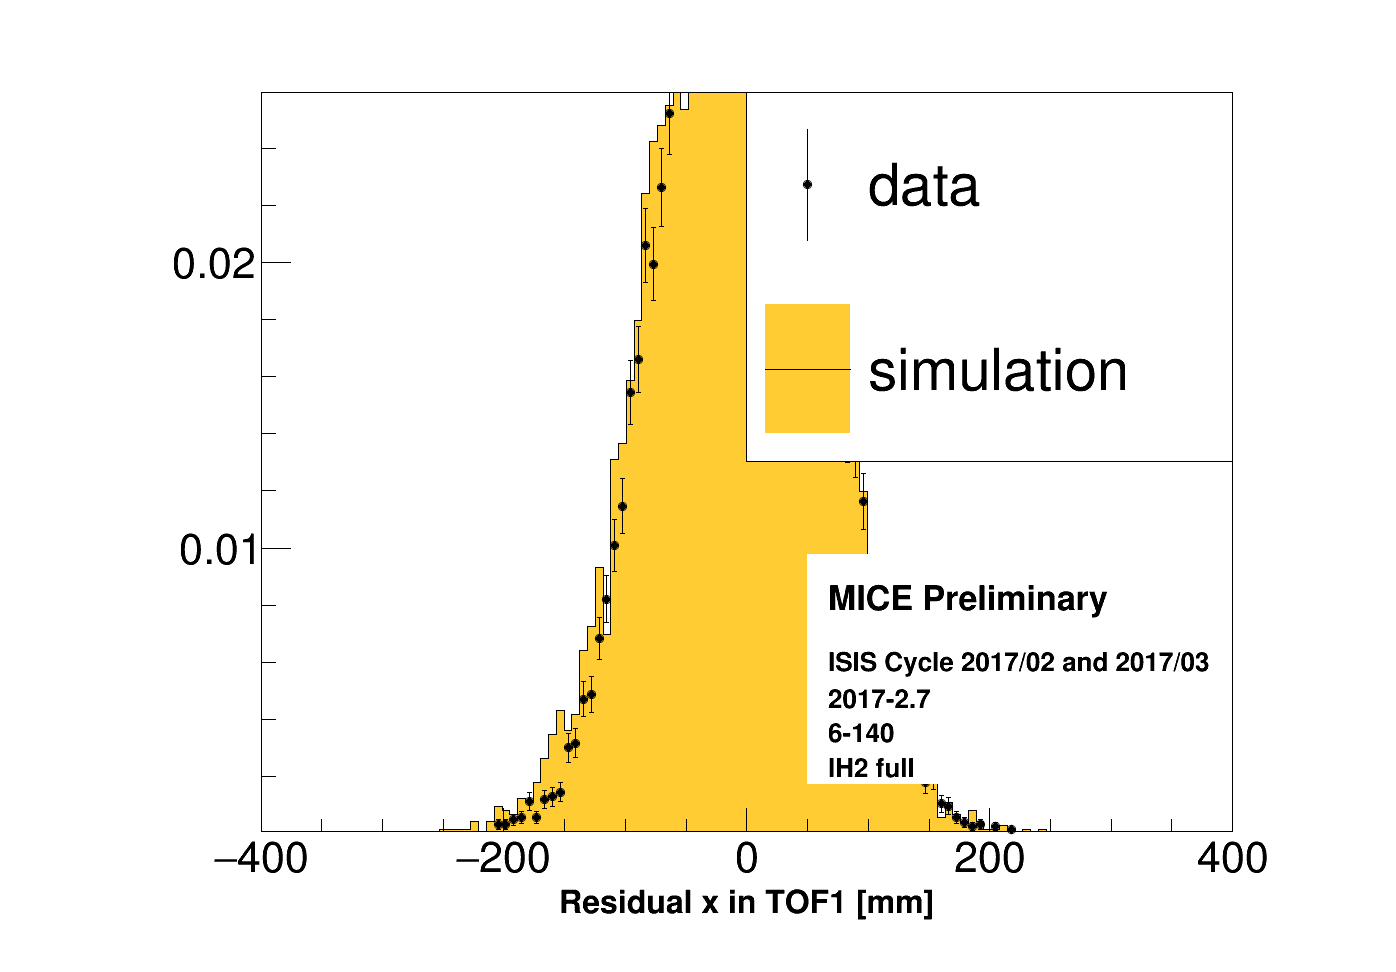 data
0.02
simulation
0.01
MICE Preliminary
ISIS Cycle 2017/02 and 2017/03
2017-2.7
6-140
IH2 full
−400 −200 0 200 400
Residual x in TOF1 [mm]